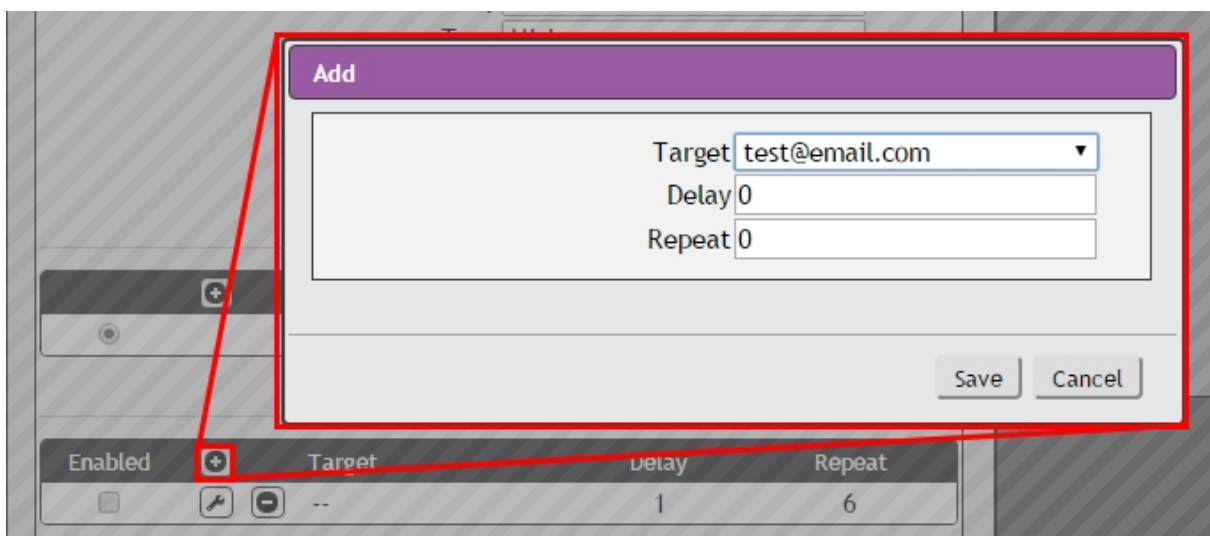 Add
Target test@email.com
Delay 0
Repeat 0
Save Cancel
Enabled Target Delay Repeat
-- 1 6